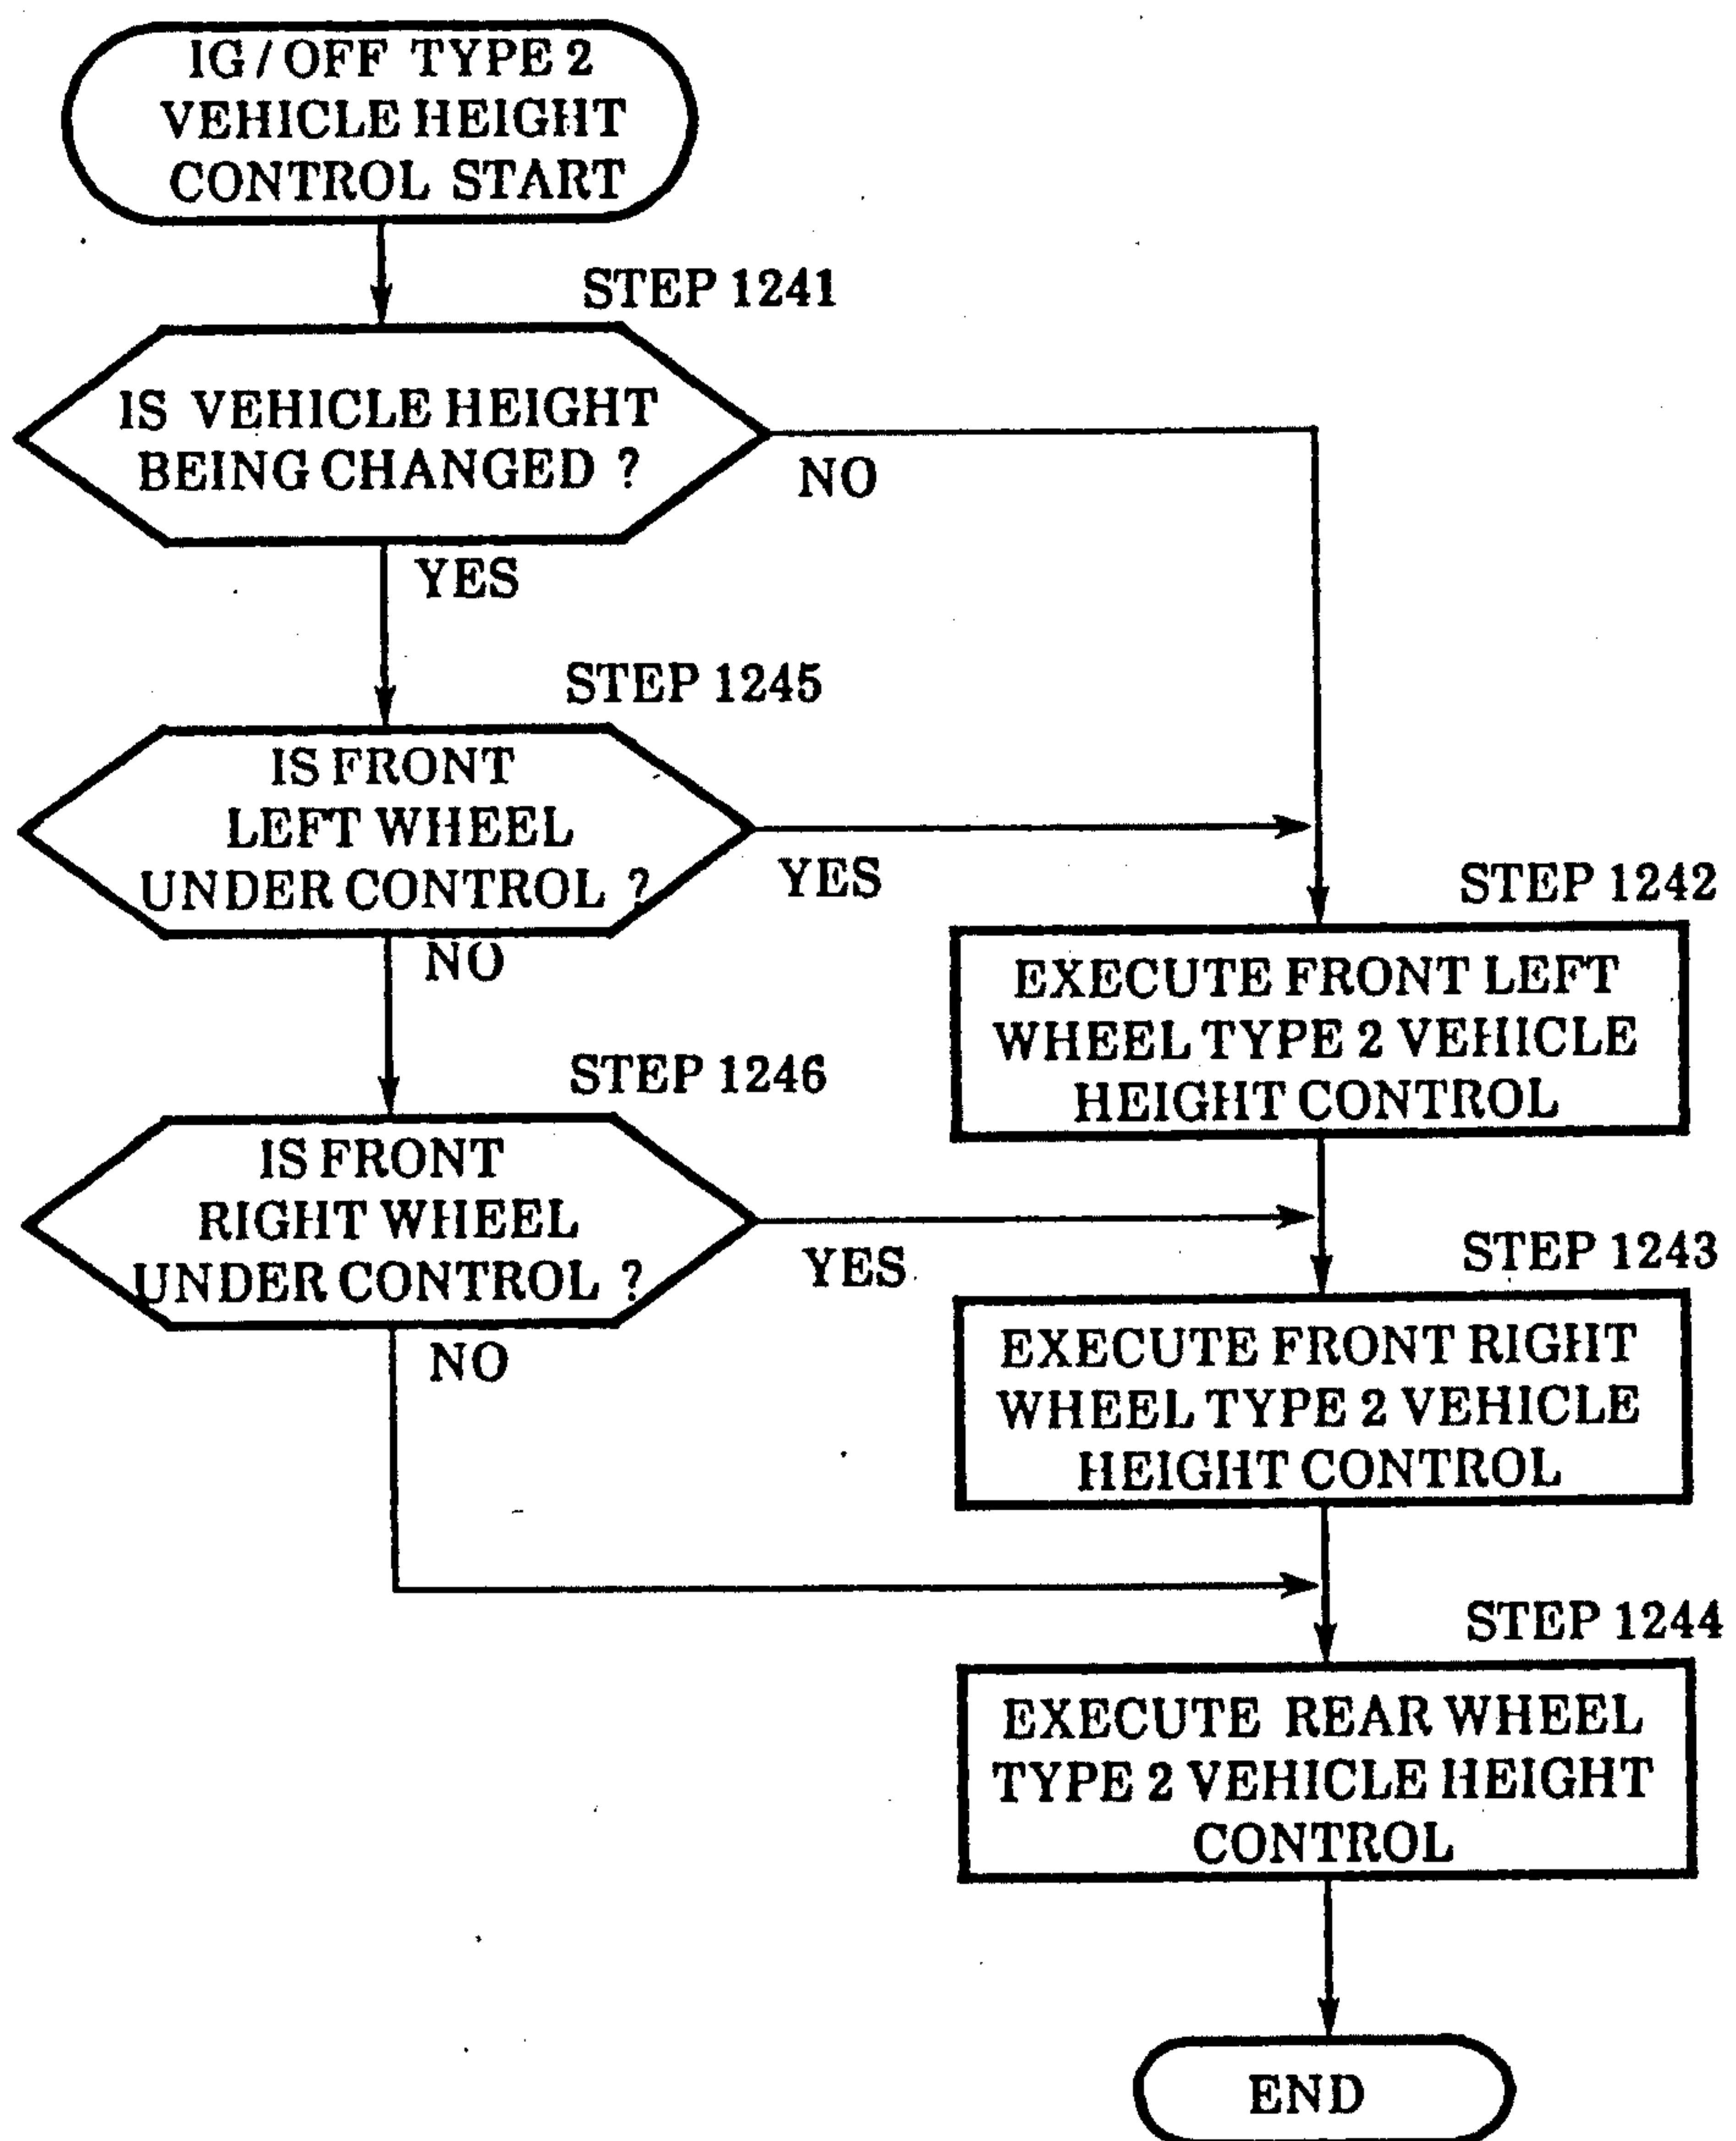 IG / OFF TYPE 2
VEHICLE HEIGHT
CONTROL START
STEP 1241
IS VEHICLE HEIGHT
BEING CHANGED ?
NO
YES
STEP 1245
IS FRONT
LEFT WHEEL
UNDER CONTROL ?
YES
NO
STEP 1242
EXECUTE FRONT LEFT
WHEEL TYPE 2 VEHICLE
HEIGHT CONTROL
STEP 1246
IS FRONT
RIGHT WHEEL
UNDER CONTROL ?
YES
NO
STEP 1243
EXECUTE FRONT RIGHT
WHEEL TYPE 2 VEHICLE
HEIGHT CONTROL
STEP 1244
EXECUTE REAR WHEEL
TYPE 2 VEHICLE HEIGHT
CONTROL
END